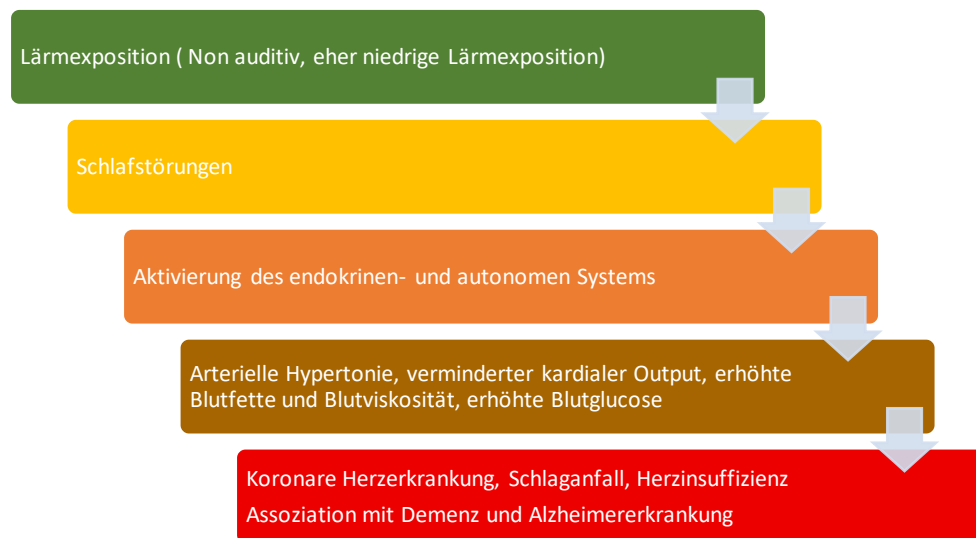 Lärmexposition ( Non auditiv, eher niedrige Lärmexposition)
Schlafstörungen
Aktivierung des endokrinen- und autonomen Systems
Arterielle Hypertonie, verminderter kardialer Output, erhöhte
Blutfette und Blutviskosität, erhöhte Blutglucose
Koronare Herzerkrankung, Schlaganfall, Herzinsuffizienz
Assoziation mit Demenz und Alzheimererkrankung